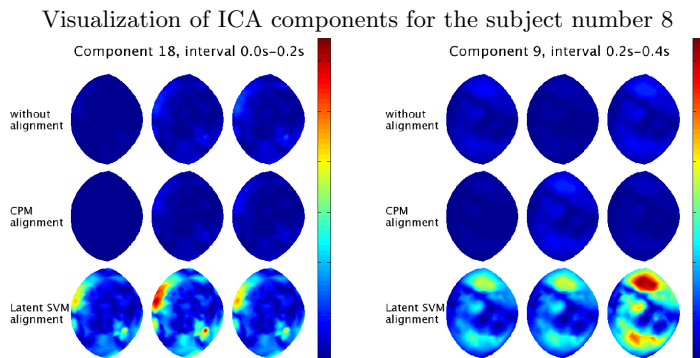 Visualization of ICA components for the subject number 8
Component 18, interval 0.0s-0.2s
without
alignment
CPM
alignment
Latent SVM
alignment
Component 9, interval 0.2s-0.4s
without
alignment
CPM
alignment
Latent SVM
alignment